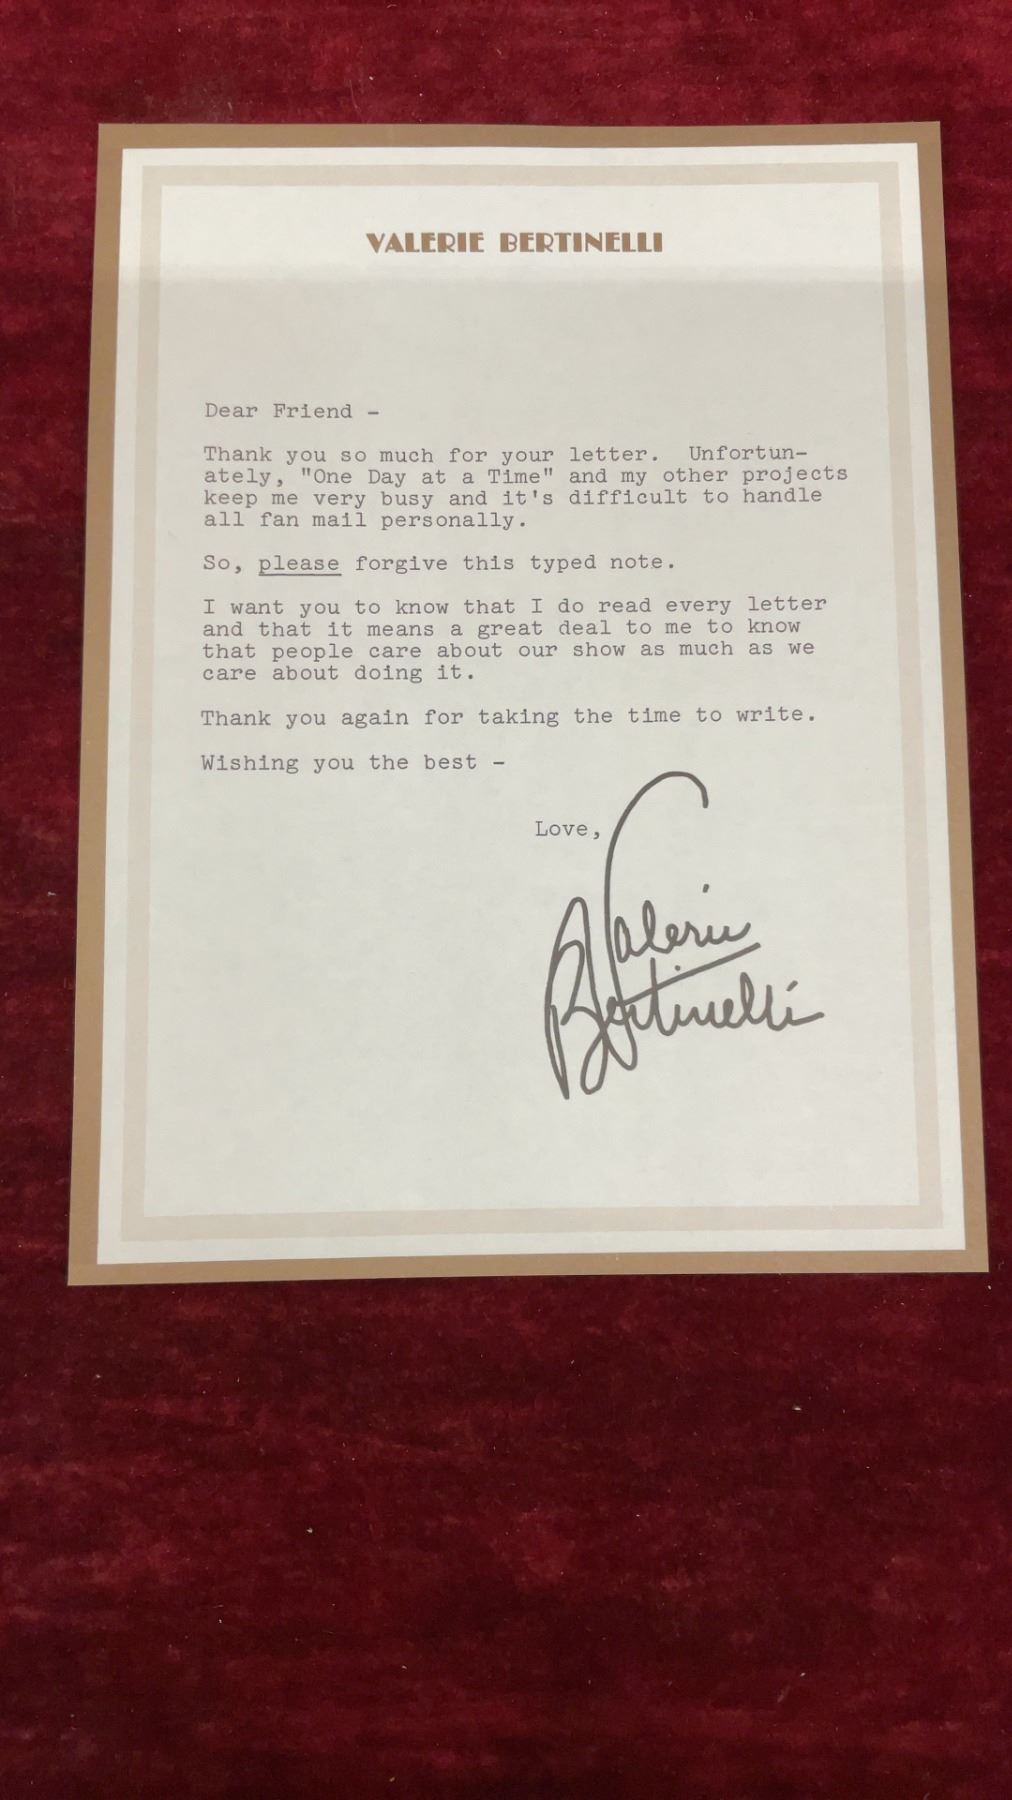 VALERIE BERTINELLI
Dear Friend -
Thank you so much for your letter. Unfortun-
ately, "One Day at a Time" and my other projects
keep me very busy and it's difficult to handle
all fan mail personally.
So, please forgive this typed note.
I want you to know that I do read every letter
and that it means a great deal to me to know
that people care about our show as much as we
care about doing it.
Thank you again for taking the time to write.
Wishing you the best -
Love,
Valerie
Bertinelli